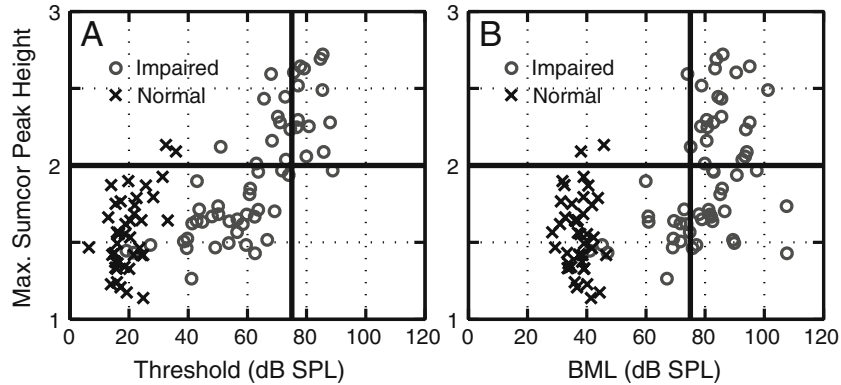 A
B
Impaired
Normal
Impaired
Normal
Max. Sumcor Peak Height
3
2
1
3
2
1
0 20 40 60 80 100 120
0 20 40 60 80 100 120
Threshold (dB SPL)
BML (dB SPL)